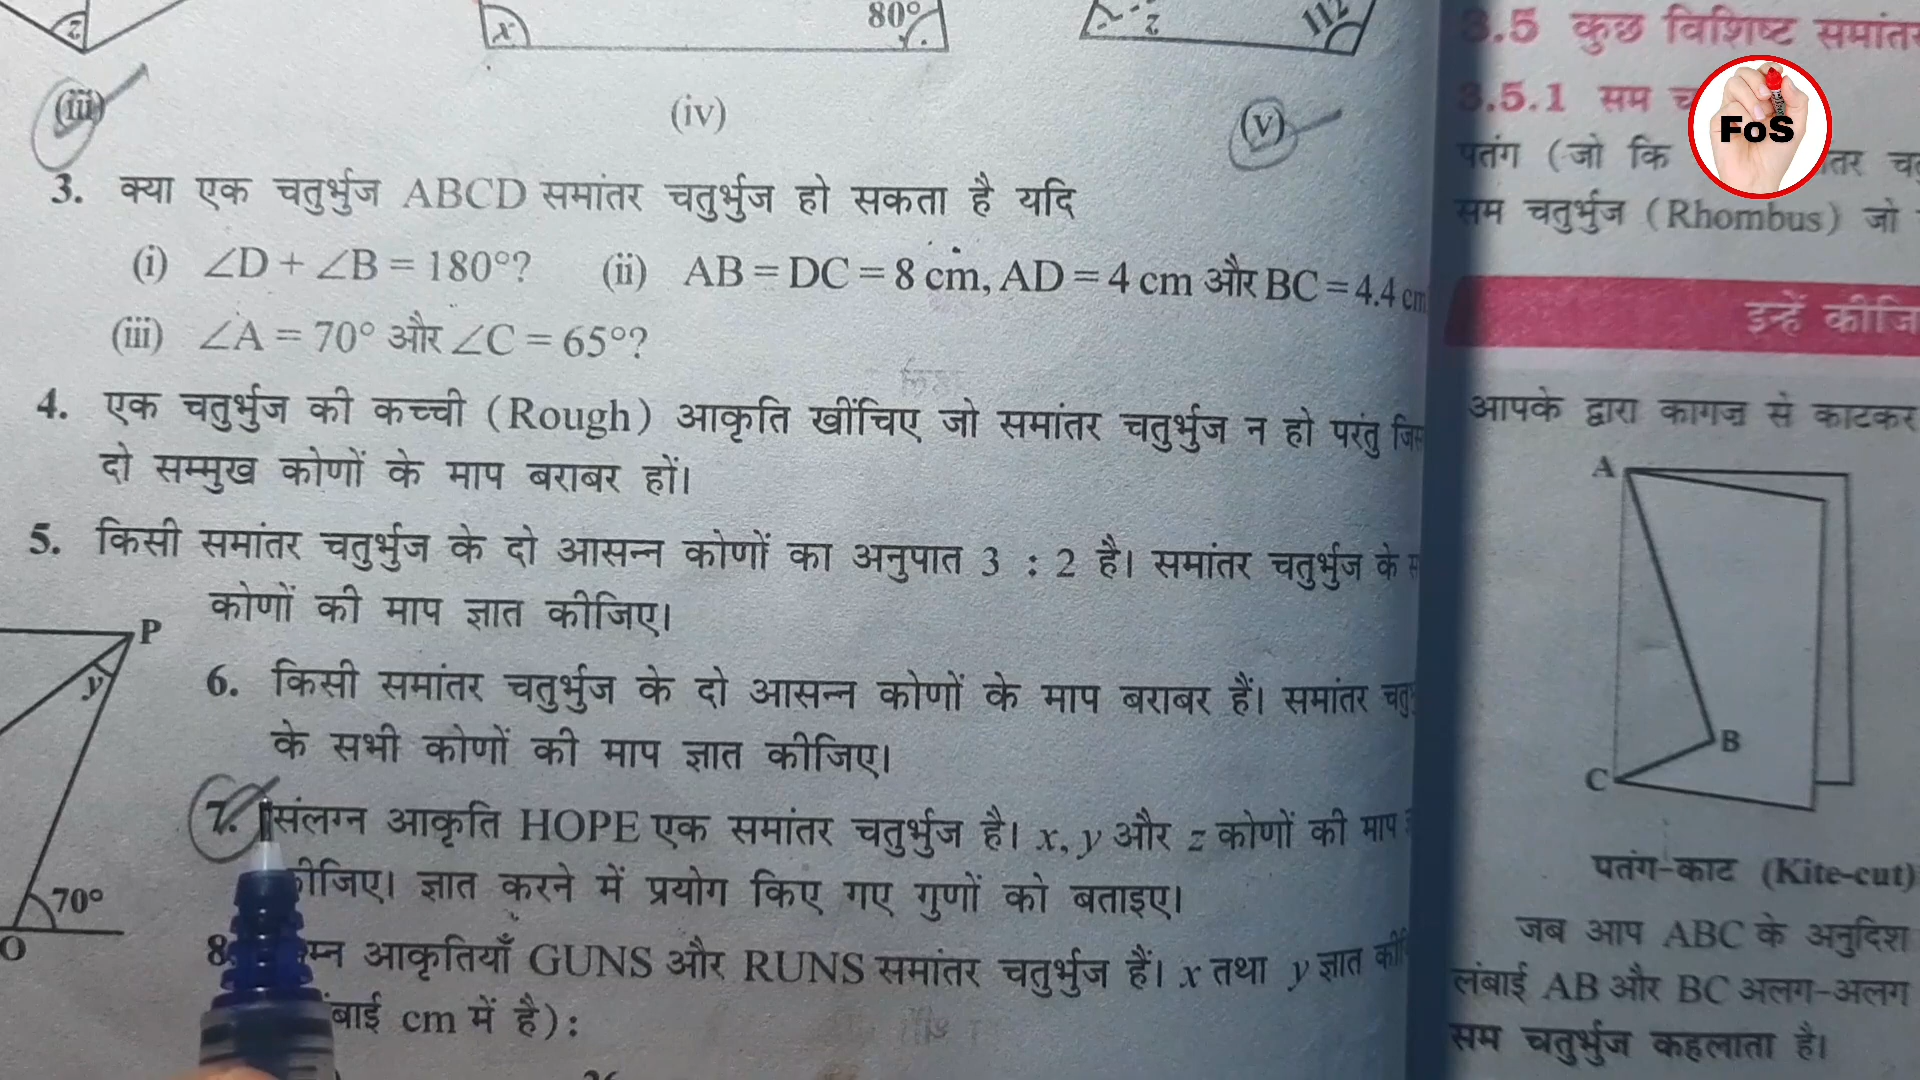 z
x
80°
z
112
(iii)
(iv)
(v)
3. क्या एक चतुर्भुज ABCD समांतर चतुर्भुज हो सकता है यदि
(i) ∠D + ∠B = 180°? (ii) AB = DC = 8 cm, AD = 4 cm और BC = 4.4 cm
(iii) ∠A = 70° और ∠C = 65°?
4. एक चतुर्भुज की कच्ची (Rough) आकृति खींचिए जो समांतर चतुर्भुज न हो परंतु
दो सम्मुख कोणों के माप बराबर हों।
5. किसी समांतर चतुर्भुज के दो आसन्न कोणों का अनुपात 3 : 2 है। समांतर चतुर्भुज के
कोणों की माप ज्ञात कीजिए।
P
y
6. किसी समांतर चतुर्भुज के दो आसन्न कोणों के माप बराबर हैं। समांतर
के सभी कोणों की माप ज्ञात कीजिए।
7. संलग्न आकृति HOPE एक समांतर चतुर्भुज है। x, y और z कोणों की माप
कीजिए। ज्ञात करने में प्रयोग किए गए गुणों को बताइए।
70°
O
8. आकृतियाँ GUNS और RUNS समांतर चतुर्भुज हैं। x तथा y ज्ञात
cm में है) :
3.5 कुछ विशिष्ट समांतर
3.5.1 सम
FoS
पतंग (जो कि
सम चतुर्भुज (Rhombus) जो
इन्हें कीजि
आपके द्वारा कागज़ से काटकर
A
B
C
पतंग-काट (Kite-cut)
जब आप ABC के अनुदिश
लंबाई AB और BC अलग-अलग
सम चतुर्भुज कहलाता है।